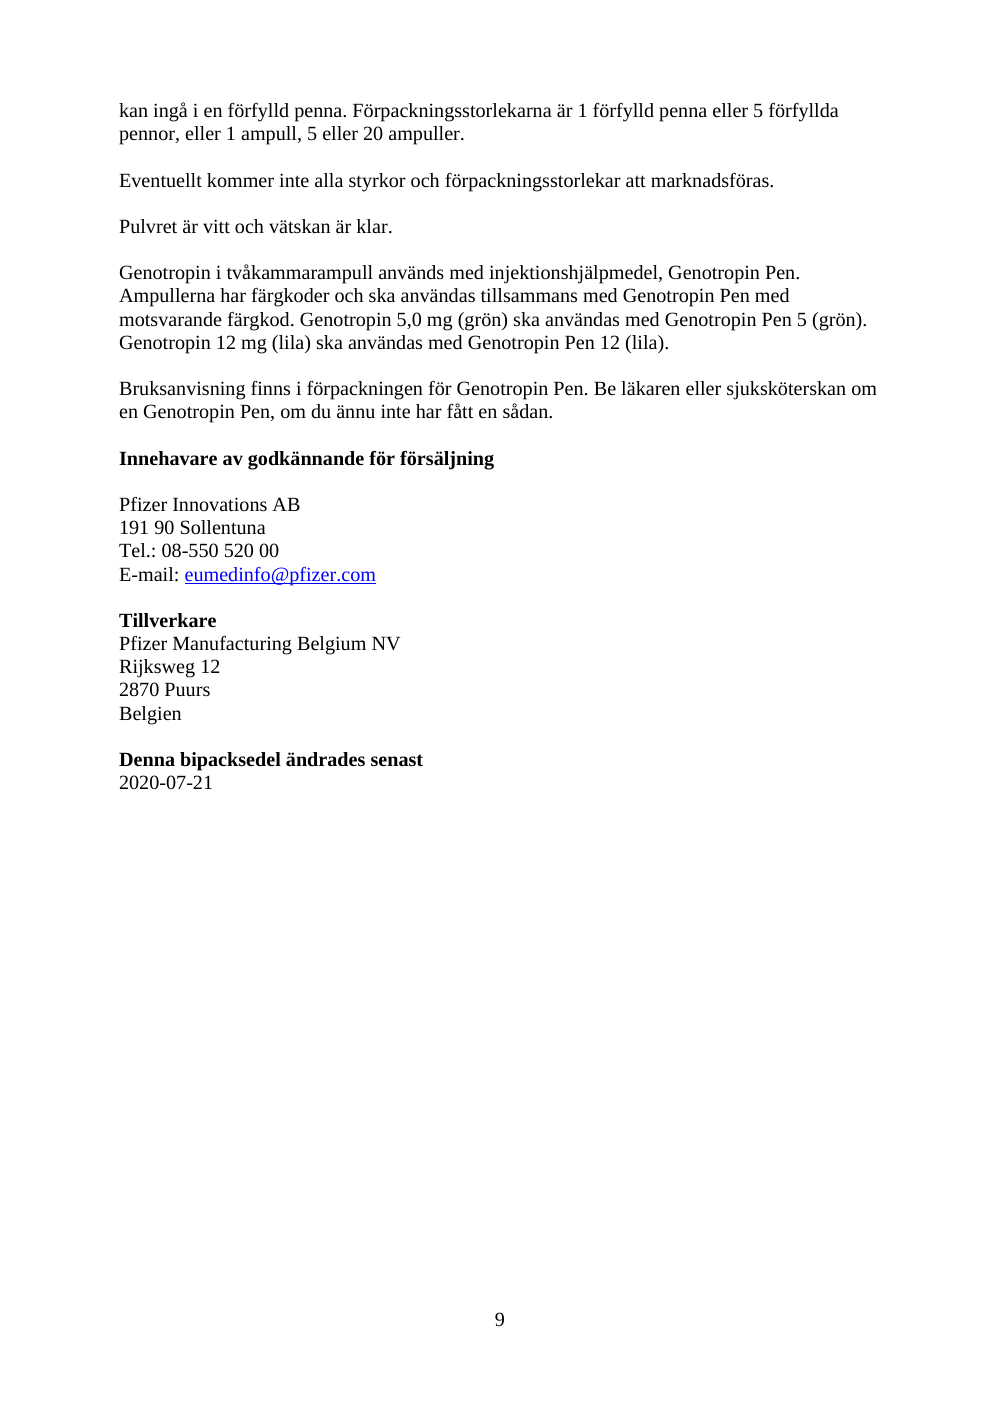 kan ingå i en förfylld penna. Förpackningsstorlekarna är 1 förfylld penna eller 5 förfyllda
pennor, eller 1 ampull, 5 eller 20 ampuller.
Eventuellt kommer inte alla styrkor och förpackningsstorlekar att marknadsföras.
Pulvret är vitt och vätskan är klar.
Genotropin i tvåkammarampull används med injektionshjälpmedel, Genotropin Pen.
Ampullerna har färgkoder och ska användas tillsammans med Genotropin Pen med
motsvarande färgkod. Genotropin 5,0 mg (grön) ska användas med Genotropin Pen 5 (grön).
Genotropin 12 mg (lila) ska användas med Genotropin Pen 12 (lila).
Bruksanvisning finns i förpackningen för Genotropin Pen. Be läkaren eller sjuksköterskan om
en Genotropin Pen, om du ännu inte har fått en sådan.
Innehavare av godkännande för försäljning
Pfizer Innovations AB
191 90 Sollentuna
Tel.: 08-550 520 00
E-mail: eumedinfo@pfizer.com
Tillverkare
Pfizer Manufacturing Belgium NV
Rijksweg 12
2870 Puurs
Belgien
Denna bipacksedel ändrades senast
2020-07-21
9